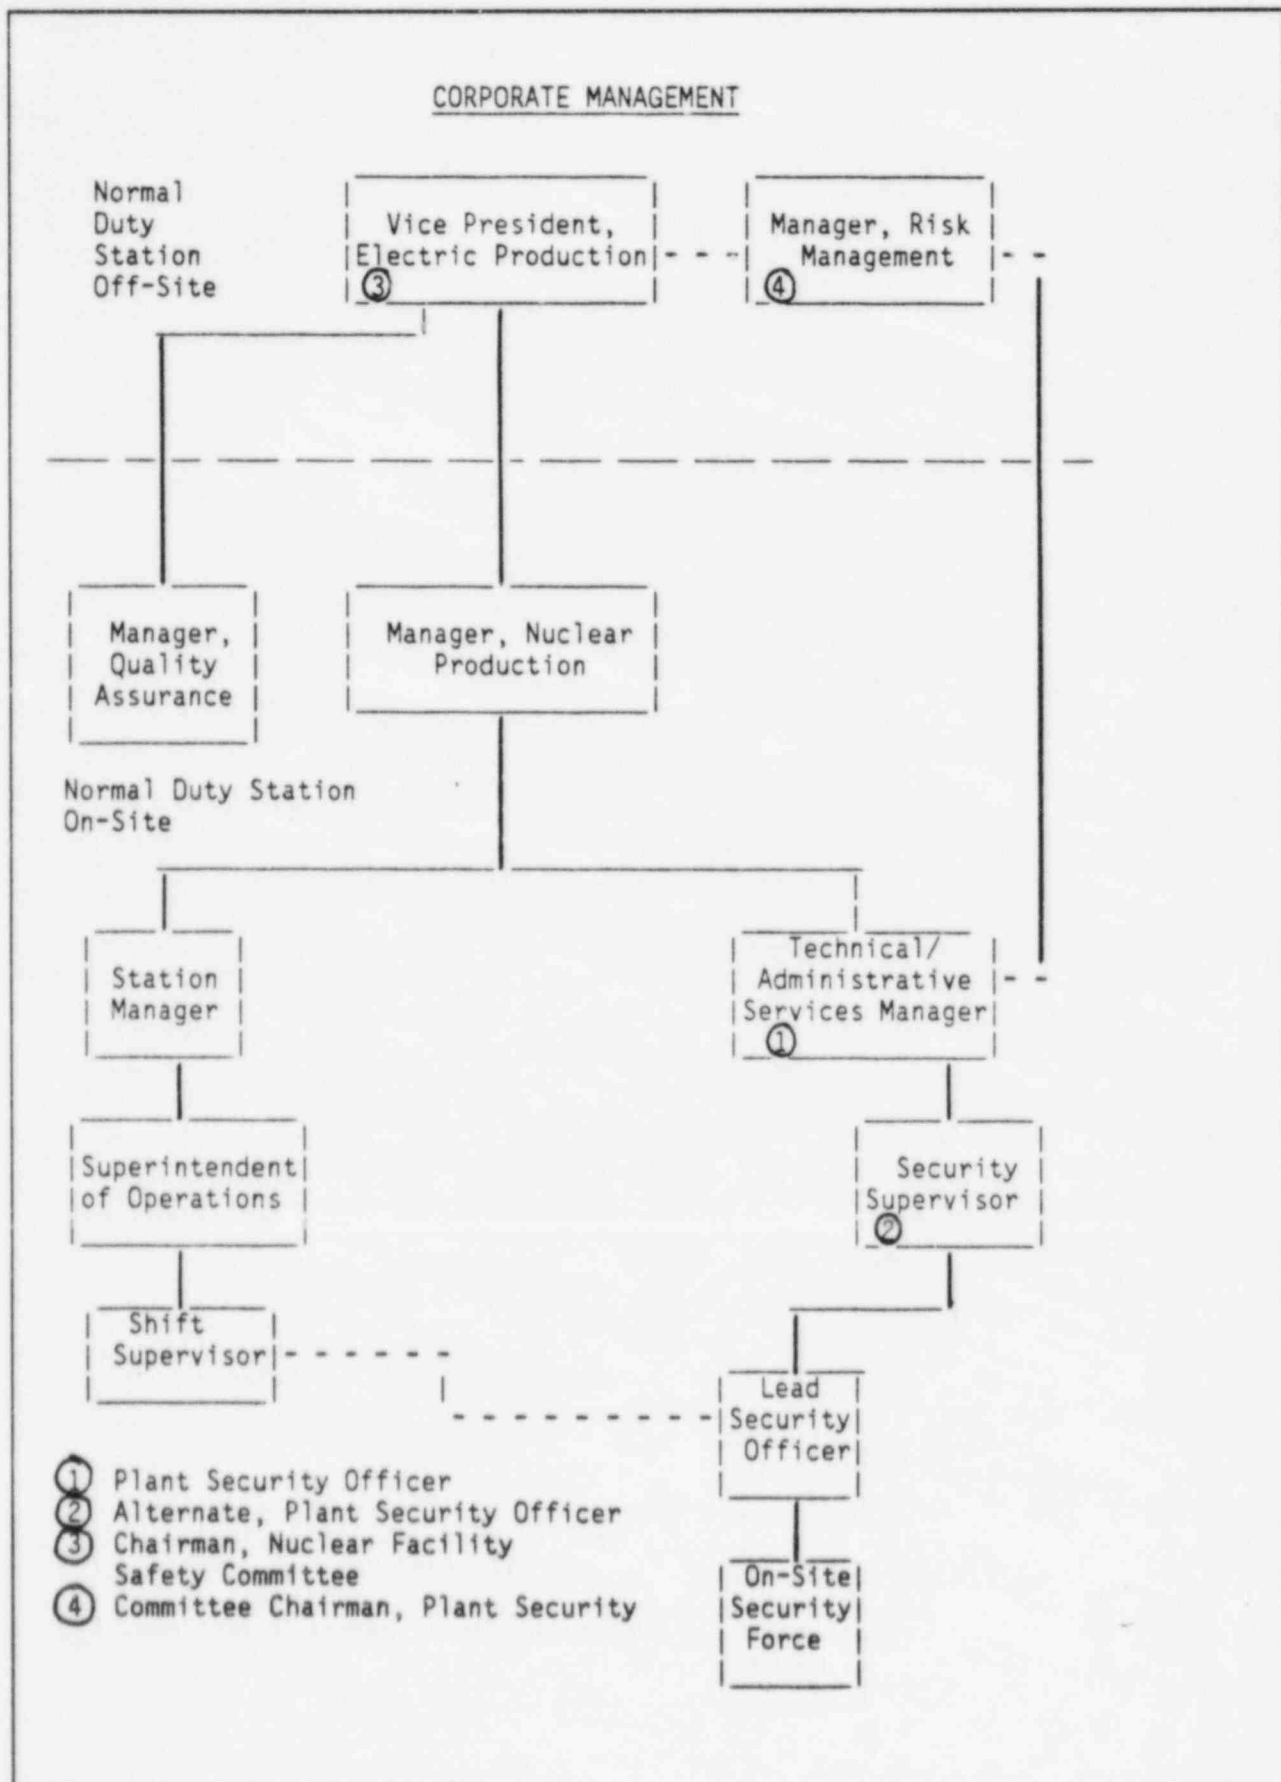 CORPORATE MANAGEMENT
Normal
Duty
Station
Off-Site
Vice President,
Electric Production
③
Manager, Risk
Management
④
Manager,
Quality
Assurance
Manager, Nuclear
Production
Normal Duty Station
On-Site
Station
Manager
Technical/
Administrative
Services Manager
①
Superintendent
of Operations
Security
Supervisor
②
Shift
Supervisor
Lead
Security
Officer
On-Site
Security
Force
① Plant Security Officer
② Alternate, Plant Security Officer
③ Chairman, Nuclear Facility
Safety Committee
④ Committee Chairman, Plant Security